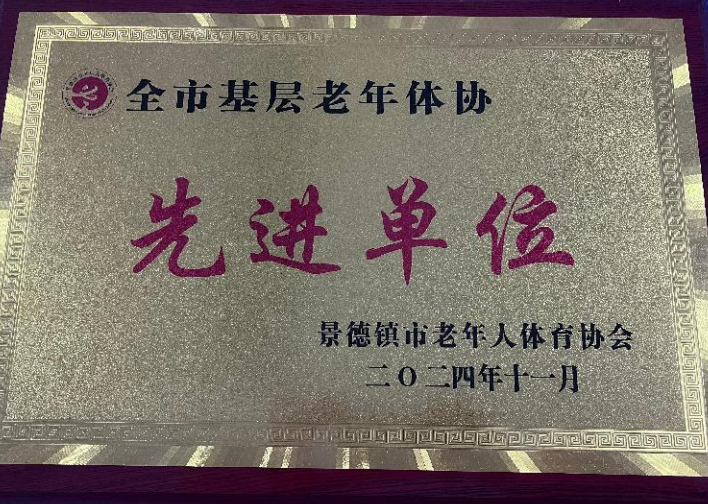 全市基层老年体协
先进单位
景德镇市老年人体育协会
二〇二四年十一月